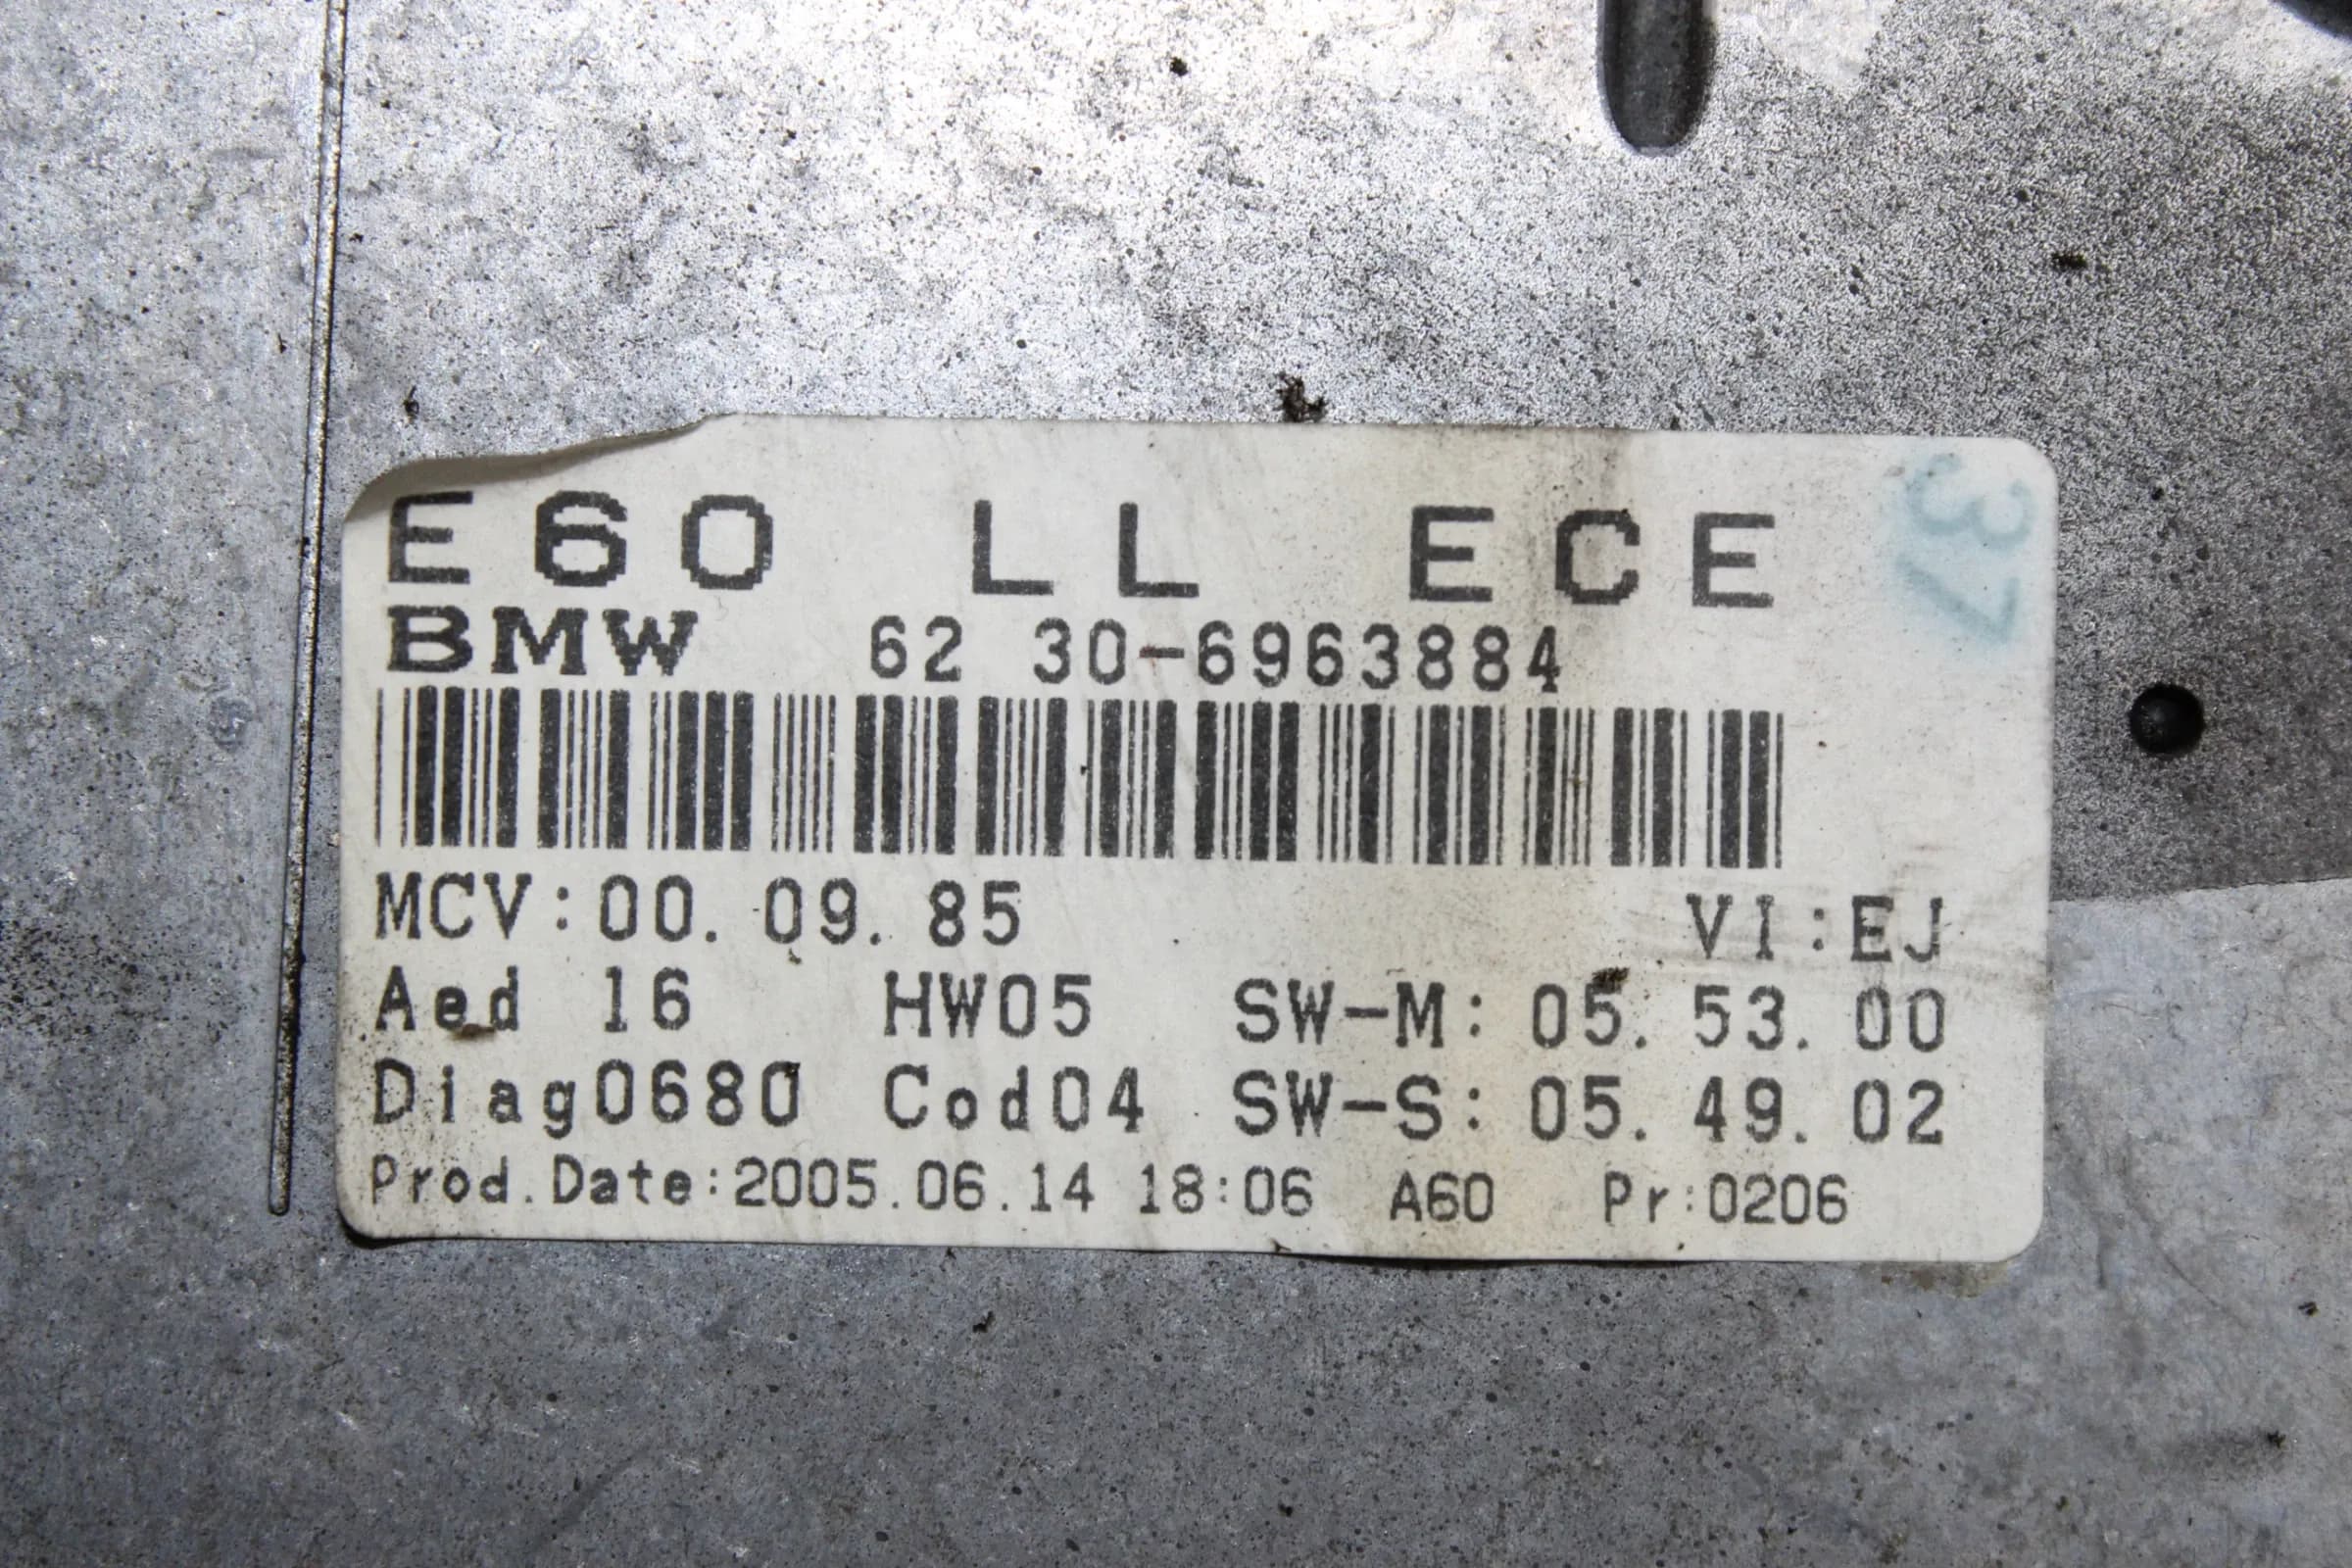 E60 LL ECE
37
BMW 62 30-6963884
MCV:00. 09. 85 VI:EJ
Aed 16 HW05 SW-M: 05. 53. 00
Diag0680 Cod04 SW-S: 05. 49. 02
Prod.Date:2005.06.14 18:06 A60 Pr:0206